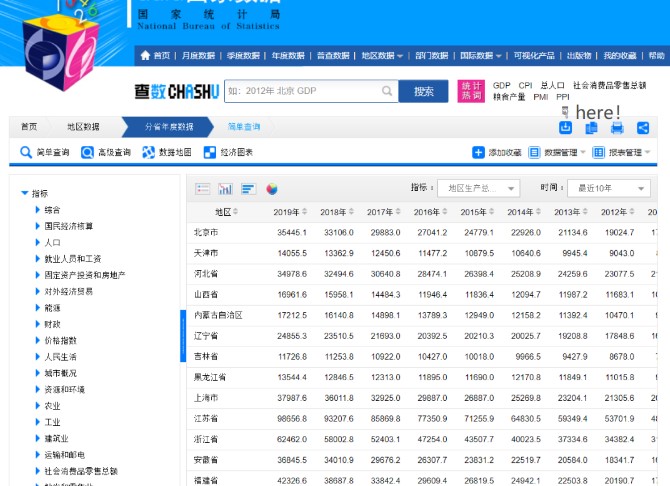 国家统计局
National Bureau of Statistics
首页 | 月度数据 | 季度数据 | 年度数据 | 普查数据 | 地区数据 | 部门数据 | 国际数据 | 可视化产品 | 出版物 | 我的收藏 | 帮助
查数 CHASHU 如: 2012年 北京 GDP 搜索 统计热词 GDP CPI 总人口 社会消费品零售总额
粮食产量 PMI PPI
here!
首页 地区数据 分省年度数据 简单查询
简单查询 高级查询 数据地图 经济图表 添加收藏 数据管理 报表管理
指标: 地区生产总... 时间: 最近10年
指标
综合
国民经济核算
人口
就业人员和工资
固定资产投资和房地产
对外经济贸易
能源
财政
价格指数
人民生活
城市概况
资源和环境
农业
工业
建筑业
运输和邮电
社会消费品零售总额
地区 2019年 2018年 2017年 2016年 2015年 2014年 2013年 2012年
北京市 35445.1 33106.0 29883.0 27041.2 24779.1 22926.0 21134.6 19024.7
天津市 14055.5 13362.9 12450.6 11477.2 10879.5 10640.6 9945.4 9043.0
河北省 34978.6 32494.6 30640.8 28474.1 26398.4 25208.9 24259.6 23077.5
山西省 16961.6 15958.1 14484.3 11946.4 11836.4 12094.7 11987.2 11683.1
内蒙古自治区 17212.5 16140.8 14898.1 13789.3 12949.0 12158.2 11392.4 10470.1
辽宁省 24855.3 23510.5 21693.0 20392.5 20210.3 20025.7 19208.8 17848.6
吉林省 11726.8 11253.8 10922.0 10427.0 10018.0 9966.5 9427.9 8678.0
黑龙江省 13544.4 12846.5 12313.0 11895.0 11690.0 12170.8 11849.1 11015.8
上海市 37987.6 36011.8 32925.0 29887.0 26887.0 25269.8 23204.1 21305.6
江苏省 98656.8 93207.6 85869.8 77350.9 71255.9 64830.5 59349.4 53701.9
浙江省 62462.0 58002.8 52403.1 47254.0 43507.7 40023.5 37334.6 34382.4
安徽省 36845.5 34010.9 29676.2 26307.7 23831.2 22519.7 20584.0 18341.7
福建省 42326.6 38687.8 33842.4 29609.4 26819.5 24942.1 22503.8 20190.7